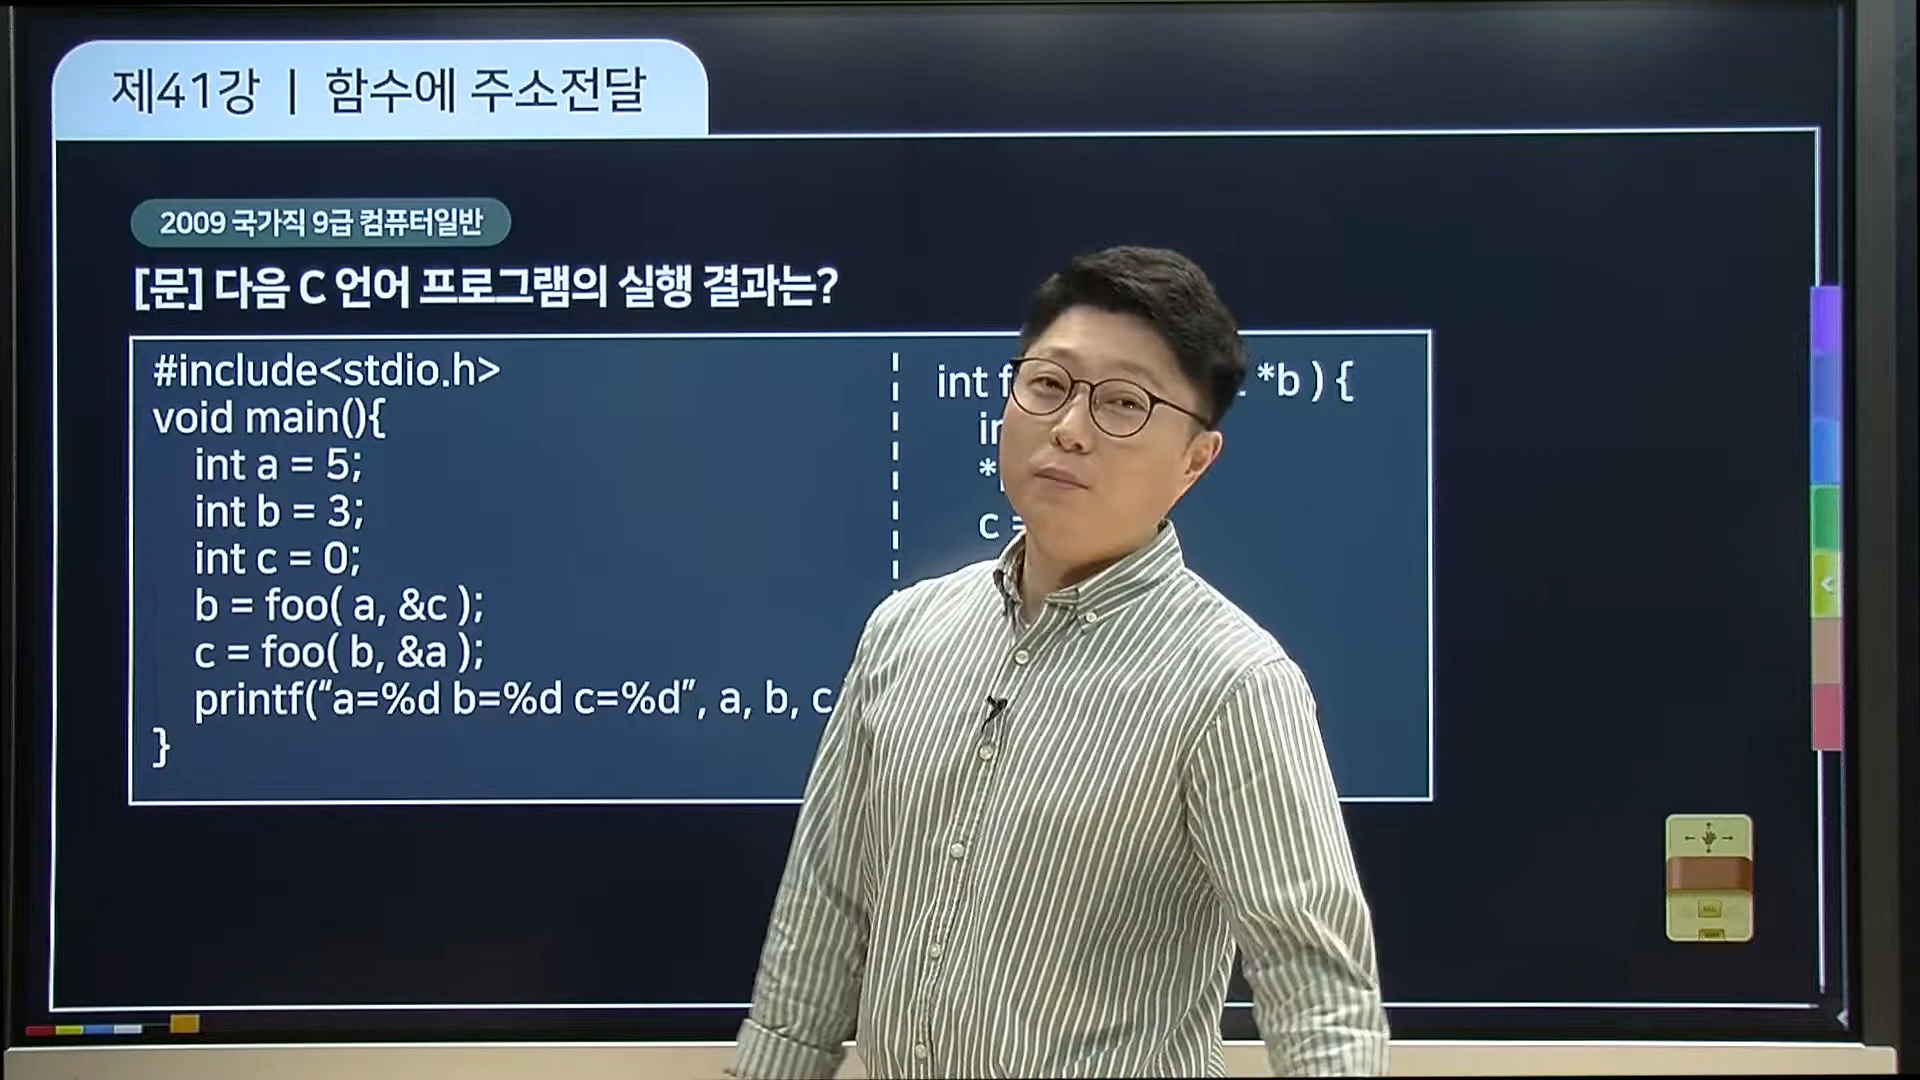 제41강 | 함수에 주소전달
2009 국가직 9급 컴퓨터일반
[문] 다음 C 언어 프로그램의 실행 결과는?
#include<stdio.h>
void main(){
int a = 5;
int b = 3;
int c = 0;
b = foo( a, &c );
c = foo( b, &a );
printf(“a=%d b=%d c=%d”, a, b, c
}
int *b ) {
c =